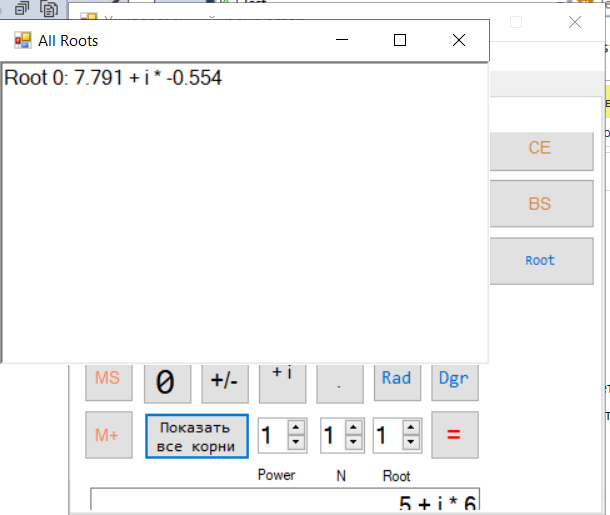 All Roots
Root 0: 7.791 + i * -0.554
CE
BS
Root
MS
0
+/-
+ i
.
Rad
Dgr
M+
Показать
все корни
1
1
1
=
Power
N
Root
5 + i * 6